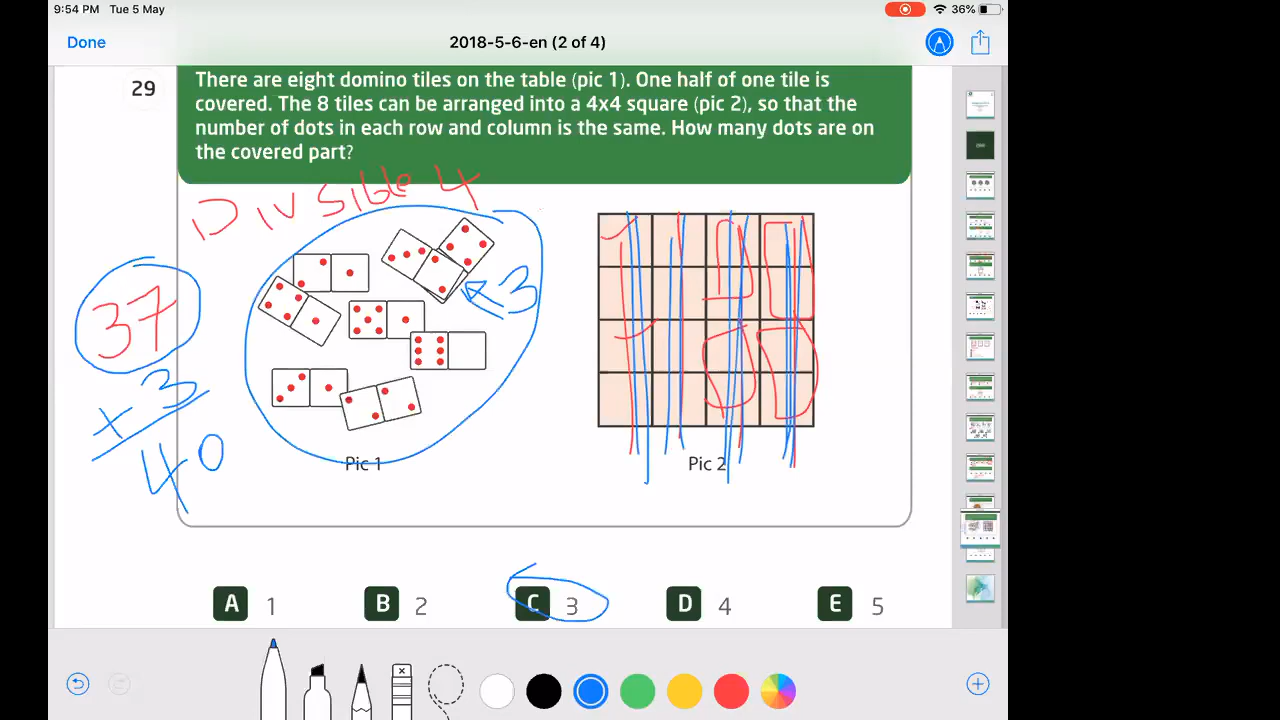 9:54 PM Tue 5 May
36%
Done
2018-5-6-en (2 of 4)
29
There are eight domino tiles on the table (pic 1). One half of one tile is
covered. The 8 tiles can be arranged into a 4x4 square (pic 2), so that the
number of dots in each row and column is the same. How many dots are on
the covered part?
Divisible 4
37
+ 3
40
3
Pic 1
Pic 2
A 1
B 2
C 3
D 4
E 5